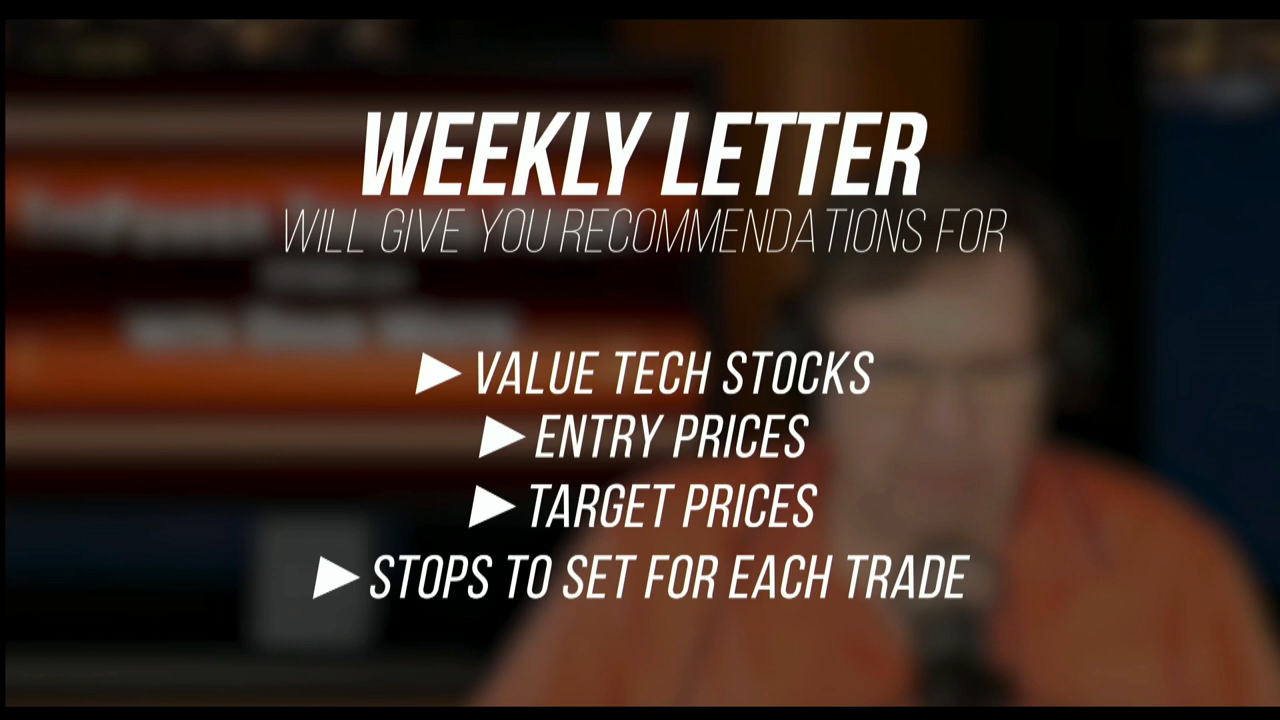 WEEKLY LETTER
WILL GIVE YOU RECOMMENDATIONS FOR
▶ VALUE TECH STOCKS
▶ ENTRY PRICES
▶ TARGET PRICES
▶ STOPS TO SET FOR EACH TRADE